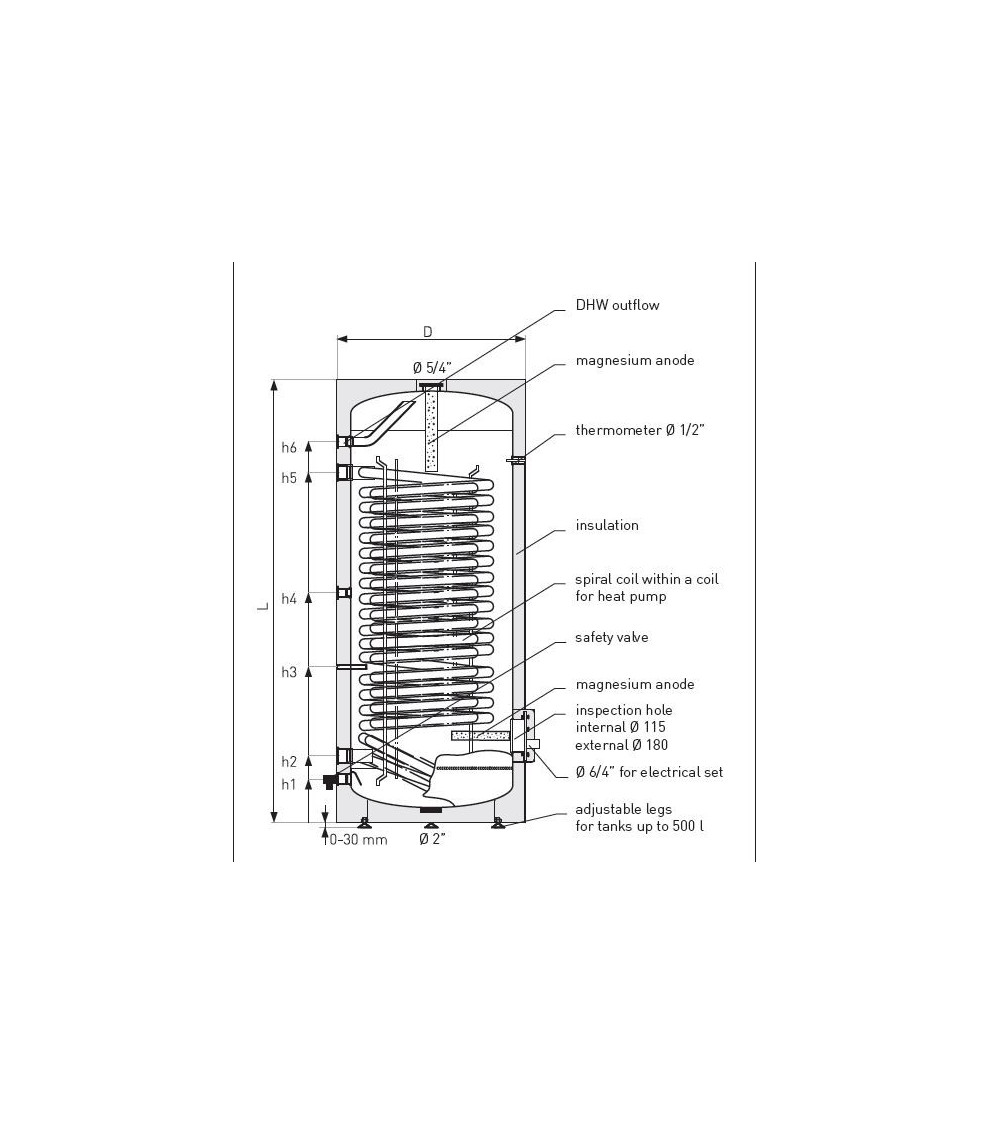 DHW outflow
D
Ø 5/4”
magnesium anode
thermometer Ø 1/2”
h6
h5
insulation
spiral coil within a coil
for heat pump
h4
L
safety valve
h3
magnesium anode
inspection hole
internal Ø 115
external Ø 180
h2
Ø 6/4” for electrical set
h1
adjustable legs
for tanks up to 500 l
0–30 mm
Ø 2”